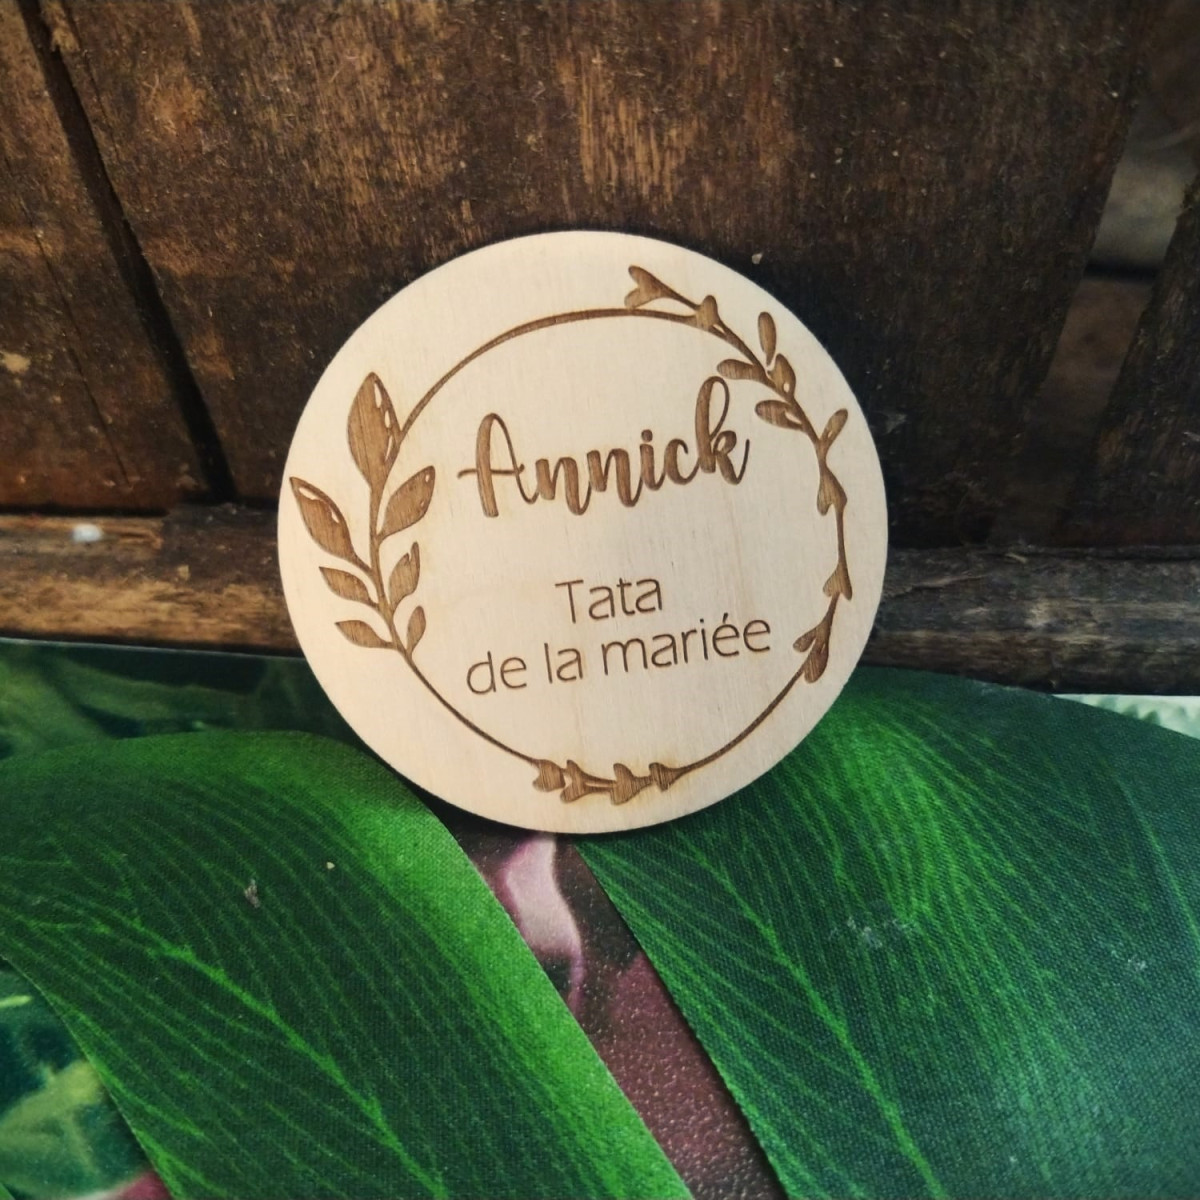 Annick
Tata
de la mariée